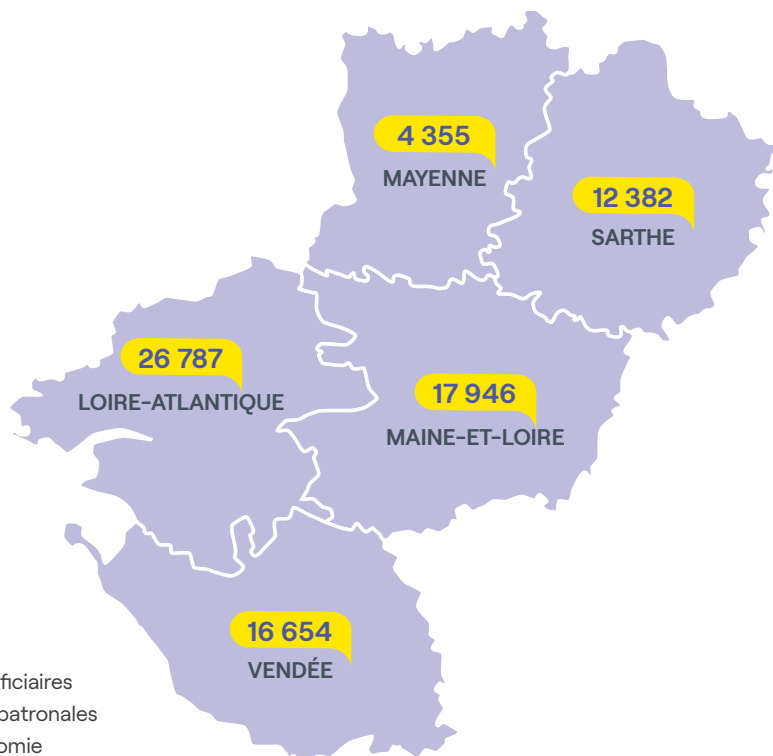 4 355
MAYENNE
12 382
SARTHE
26 787
LOIRE-ATLANTIQUE
17 946
MAINE-ET-LOIRE
16 654
VENDÉE
ficiaires
patronales
omie